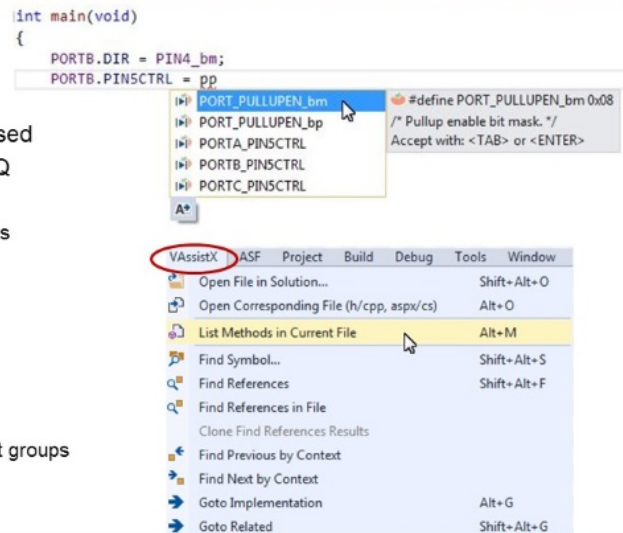 int main(void)
{
PORTB.DIR = PIN4_bm;
PORTB.PIN5CTRL = pp
PORT_PULLUPEN_bm
PORT_PULLUPEN_bp
PORTA_PIN5CTRL
PORTB_PIN5CTRL
PORTC_PIN5CTRL
#define PORT_PULLUPEN_bm 0x08
/* Pullup enable bit mask. */
Accept with: <TAB> or <ENTER>
A
sed
Q
s
t groups
VAssistX ASF Project Build Debug Tools Window
Open File in Solution... Shift+Alt+O
Open Corresponding File (h/cpp, aspx/cs) Alt+O
List Methods in Current File Alt+M
Find Symbol... Shift+Alt+S
Find References Shift+Alt+F
Find References in File
Clone Find References Results
Find Previous by Context
Find Next by Context
Goto Implementation Alt+G
Goto Related Shift+Alt+G